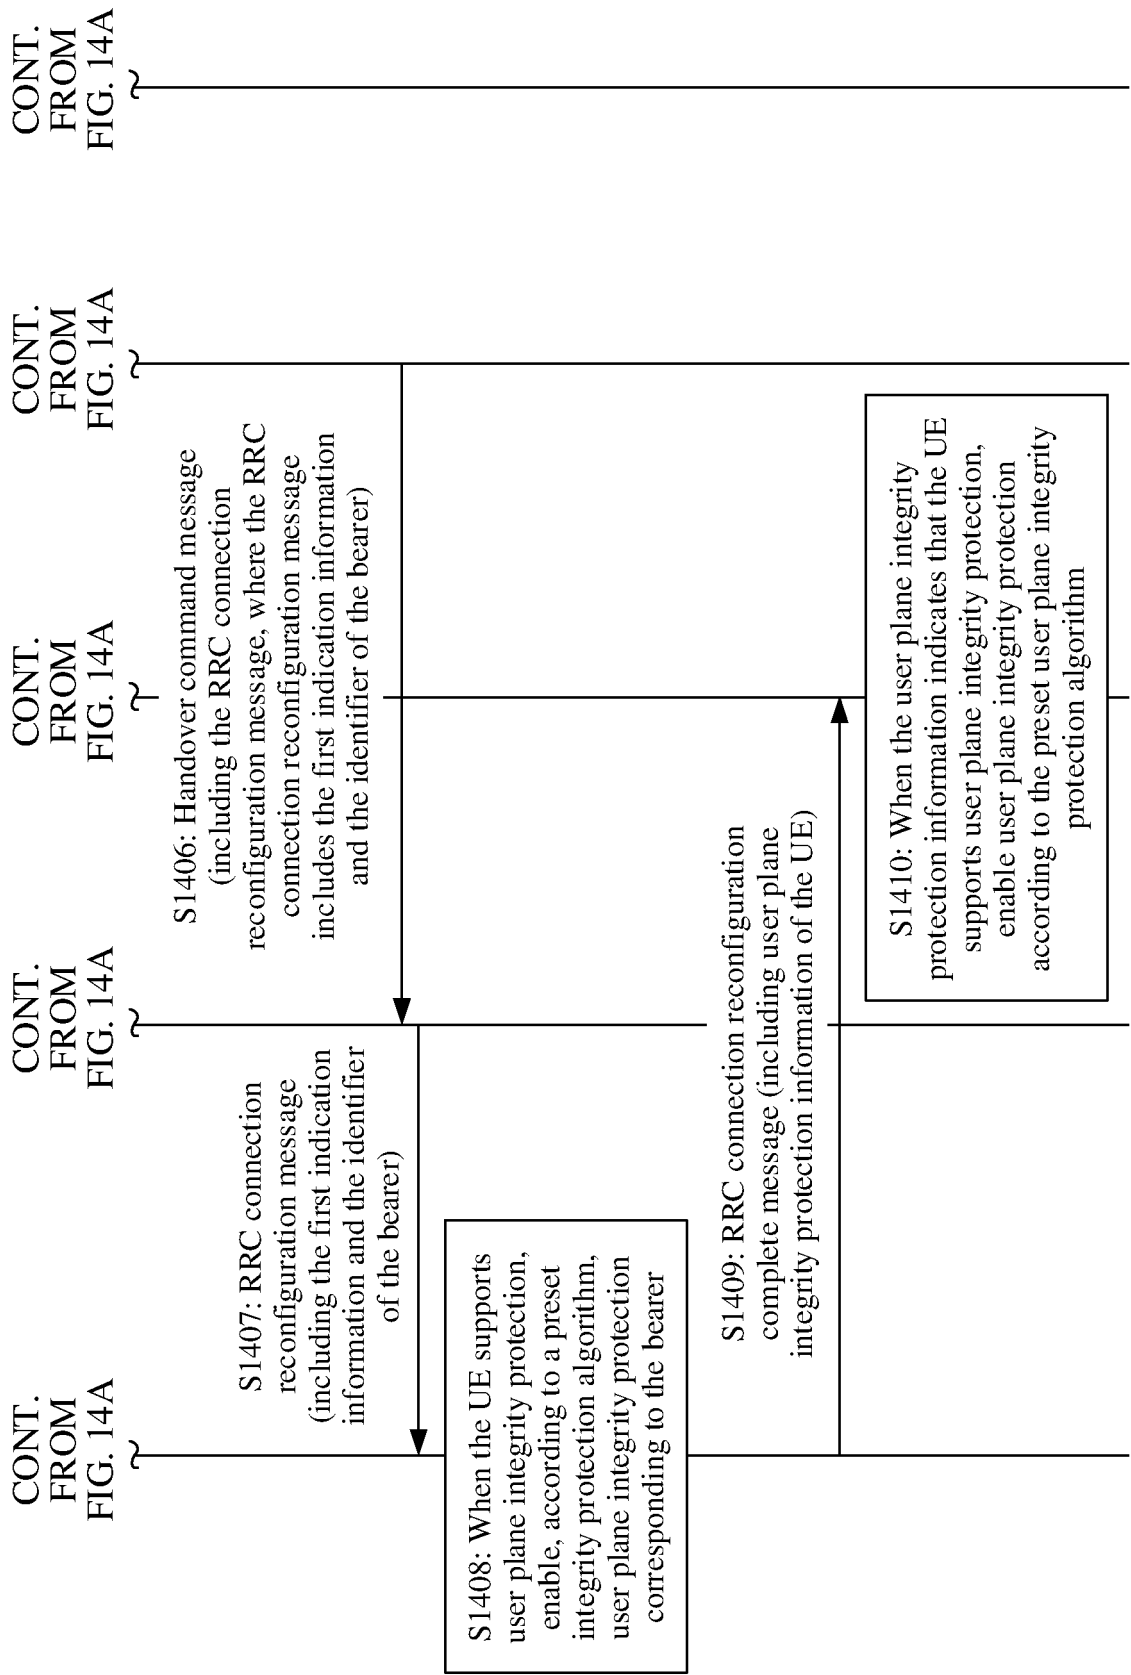 CONT.
FROM
FIG. 14A
CONT.
FROM
FIG. 14A
CONT.
FROM
FIG. 14A
CONT.
FROM
FIG. 14A
CONT.
FROM
FIG. 14A
S1406: Handover command message
(including the RRC connection
reconfiguration message, where the RRC
connection reconfiguration message
includes the first indication information
and the identifier of the bearer)
S1407: RRC connection
reconfiguration message
(including the first indication
information and the identifier
of the bearer)
S1408: When the UE supports
user plane integrity protection,
enable, according to a preset
integrity protection algorithm,
user plane integrity protection
corresponding to the bearer
S1409: RRC connection reconfiguration
complete message (including user plane
integrity protection information of the UE)
S1410: When the user plane integrity
protection information indicates that the UE
supports user plane integrity protection,
enable user plane integrity protection
according to the preset user plane integrity
protection algorithm